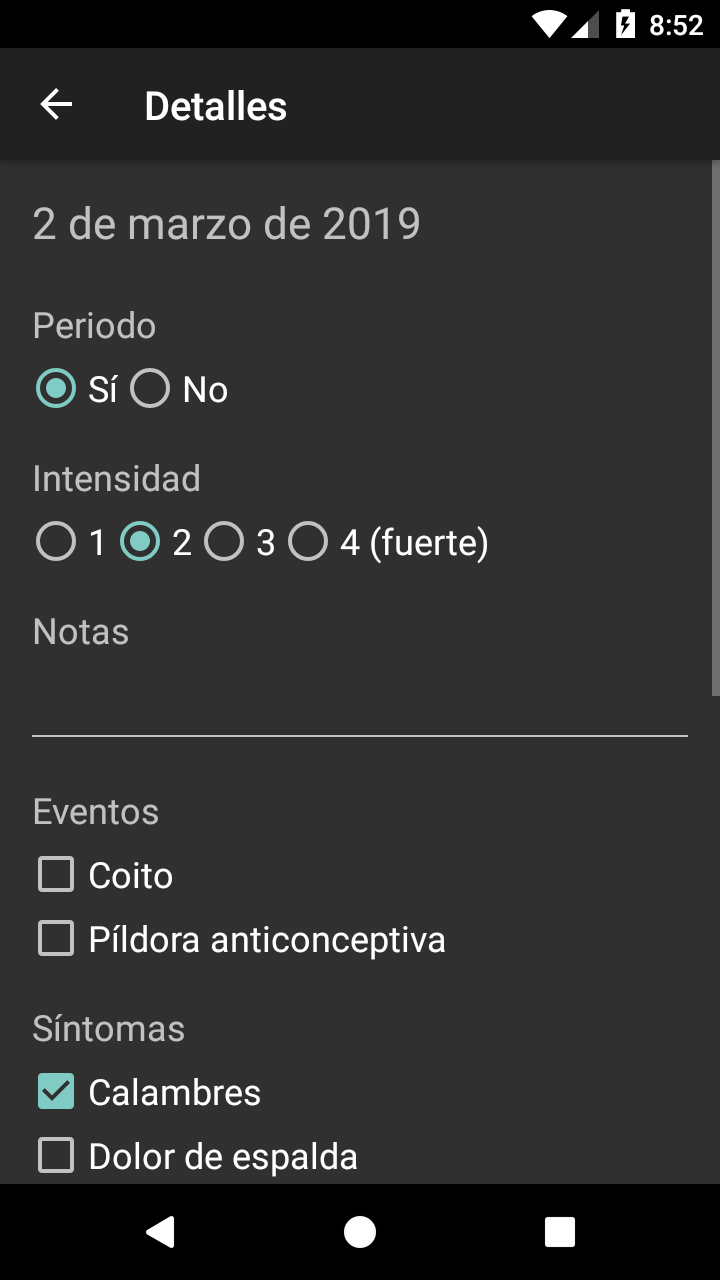 8:52
Detalles
2 de marzo de 2019
Periodo
Sí No
Intensidad
1 2 3 4 (fuerte)
Notas
Eventos
Coito
Píldora anticonceptiva
Síntomas
Calambres
Dolor de espalda